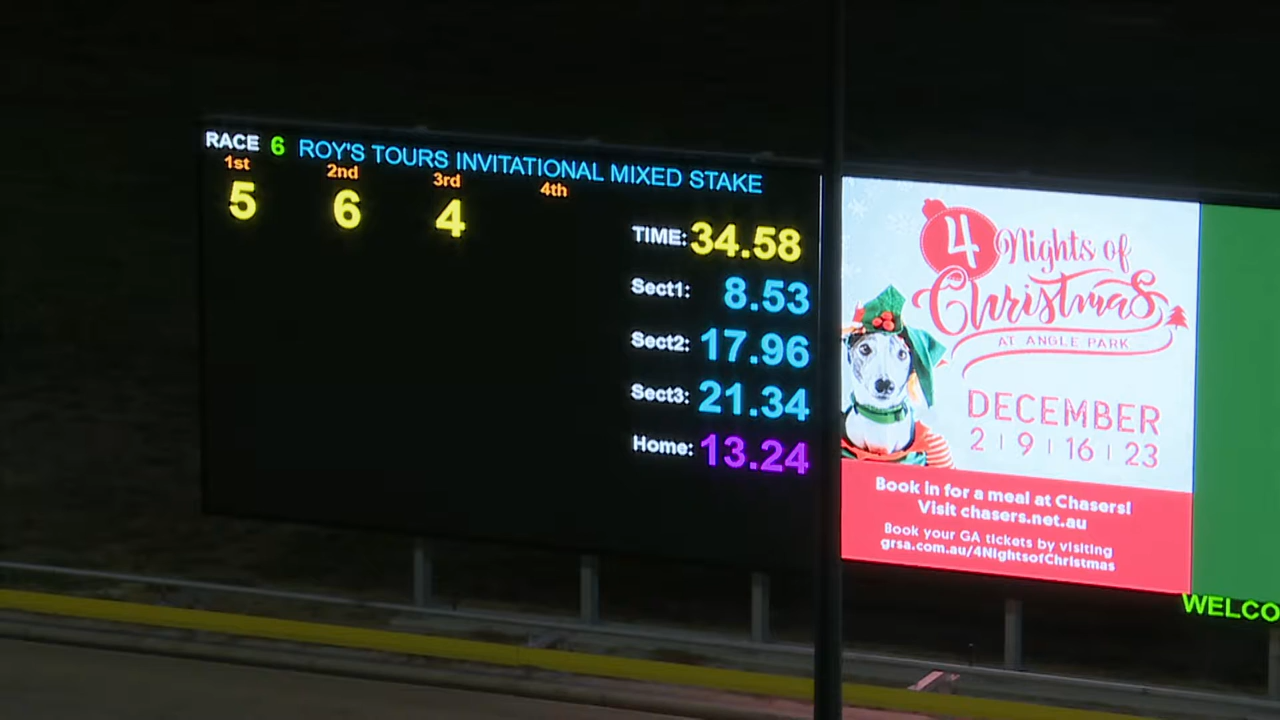 RACE 6 ROY'S TOURS INVITATIONAL MIXED STAKE
1st 2nd 3rd 4th
5 6 4
TIME: 34.58
Sect1: 8.53
Sect2: 17.96
Sect3: 21.34
Home: 13.24
4 Nights of
Christmas
AT ANGLE PARK
DECEMBER
2 | 9 | 16 | 23
Book in for a meal at Chasers!
Visit chasers.net.au
Book your GA tickets by visiting
grsa.com.au/4NightsofChristmas
WELCO